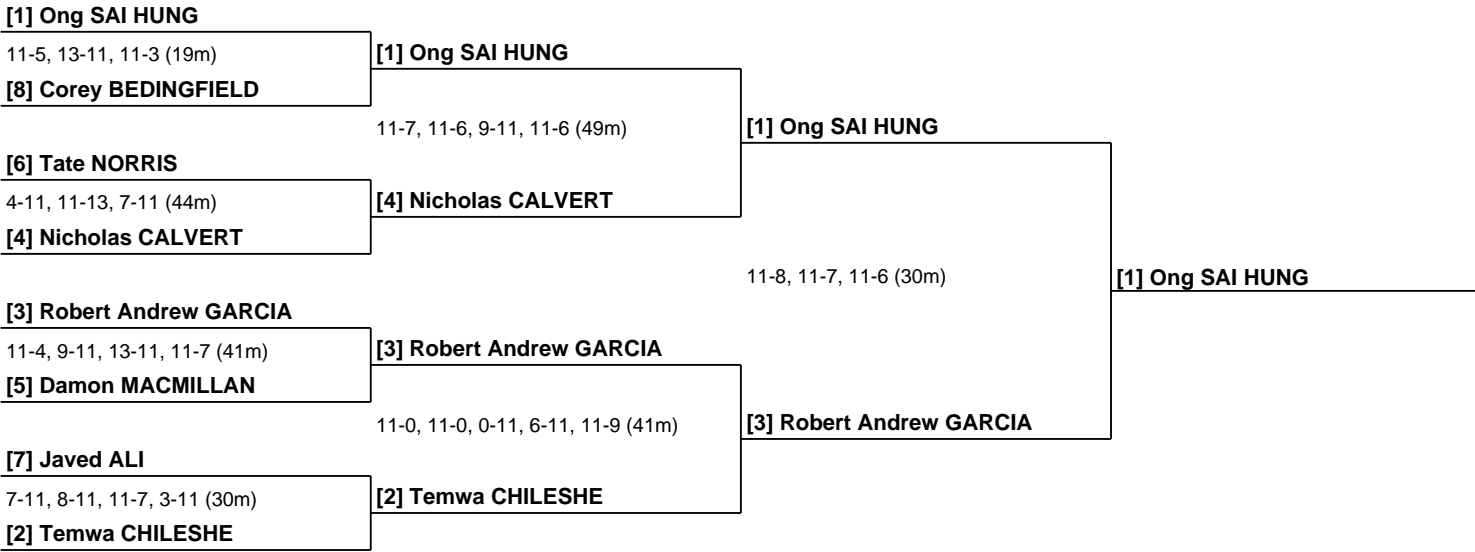 [1] Ong SAI HUNG
11-5, 13-11, 11-3 (19m)
[8] Corey BEDINGFIELD
[1] Ong SAI HUNG
11-7, 11-6, 9-11, 11-6 (49m)
[6] Tate NORRIS
4-11, 11-13, 7-11 (44m)
[4] Nicholas CALVERT
[4] Nicholas CALVERT
[1] Ong SAI HUNG
11-8, 11-7, 11-6 (30m)
[1] Ong SAI HUNG
[3] Robert Andrew GARCIA
11-4, 9-11, 13-11, 11-7 (41m)
[5] Damon MACMILLAN
[3] Robert Andrew GARCIA
11-0, 11-0, 0-11, 6-11, 11-9 (41m)
[3] Robert Andrew GARCIA
[7] Javed ALI
7-11, 8-11, 11-7, 3-11 (30m)
[2] Temwa CHILESHE
[2] Temwa CHILESHE